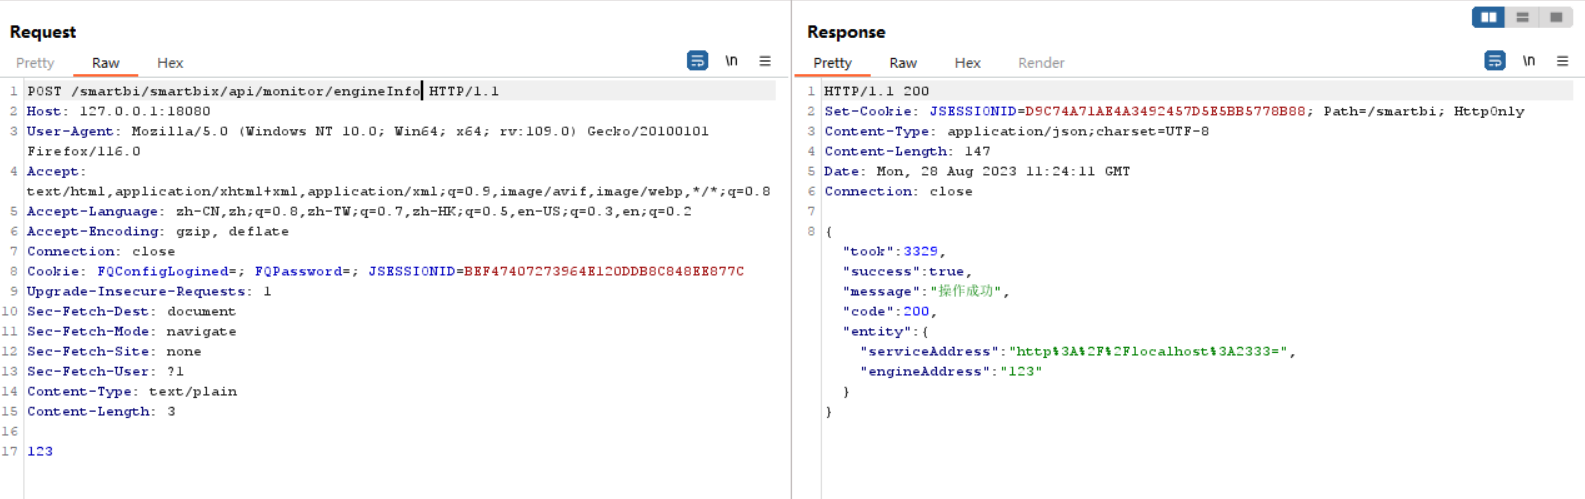 Request
Pretty Raw Hex \n
1 POST /smartbi/smartbix/api/monitor/engineInfo HTTP/1.1
2 Host: 127.0.0.1:18080
3 User-Agent: Mozilla/5.0 (Windows NT 10.0; Win64; x64; rv:109.0) Gecko/20100101
Firefox/116.0
4 Accept:
text/html,application/xhtml+xml,application/xml;q=0.9,image/avif,image/webp,*/*;q=0.8
5 Accept-Language: zh-CN,zh;q=0.8,zh-TW;q=0.7,zh-HK;q=0.5,en-US;q=0.3,en;q=0.2
6 Accept-Encoding: gzip, deflate
7 Connection: close
8 Cookie: FQConfigLogined=; FQPassword=; JSESSIONID=BEF47407273964E120DDB8C848EE877C
9 Upgrade-Insecure-Requests: 1
10 Sec-Fetch-Dest: document
11 Sec-Fetch-Mode: navigate
12 Sec-Fetch-Site: none
13 Sec-Fetch-User: ?1
14 Content-Type: text/plain
15 Content-Length: 3
16
17 123
Response
Pretty Raw Hex Render \n
1 HTTP/1.1 200
2 Set-Cookie: JSESSIONID=D9C74A71AE4A3492457D5E5BB5778B88; Path=/smartbi; HttpOnly
3 Content-Type: application/json;charset=UTF-8
4 Content-Length: 147
5 Date: Mon, 28 Aug 2023 11:24:11 GMT
6 Connection: close
7
8 {
"took":3329,
"success":true,
"message":"操作成功",
"code":200,
"entity":{
"serviceAddress":"http%3A%2F%2Flocalhost%3A2333=",
"engineAddress":"123"
}
}